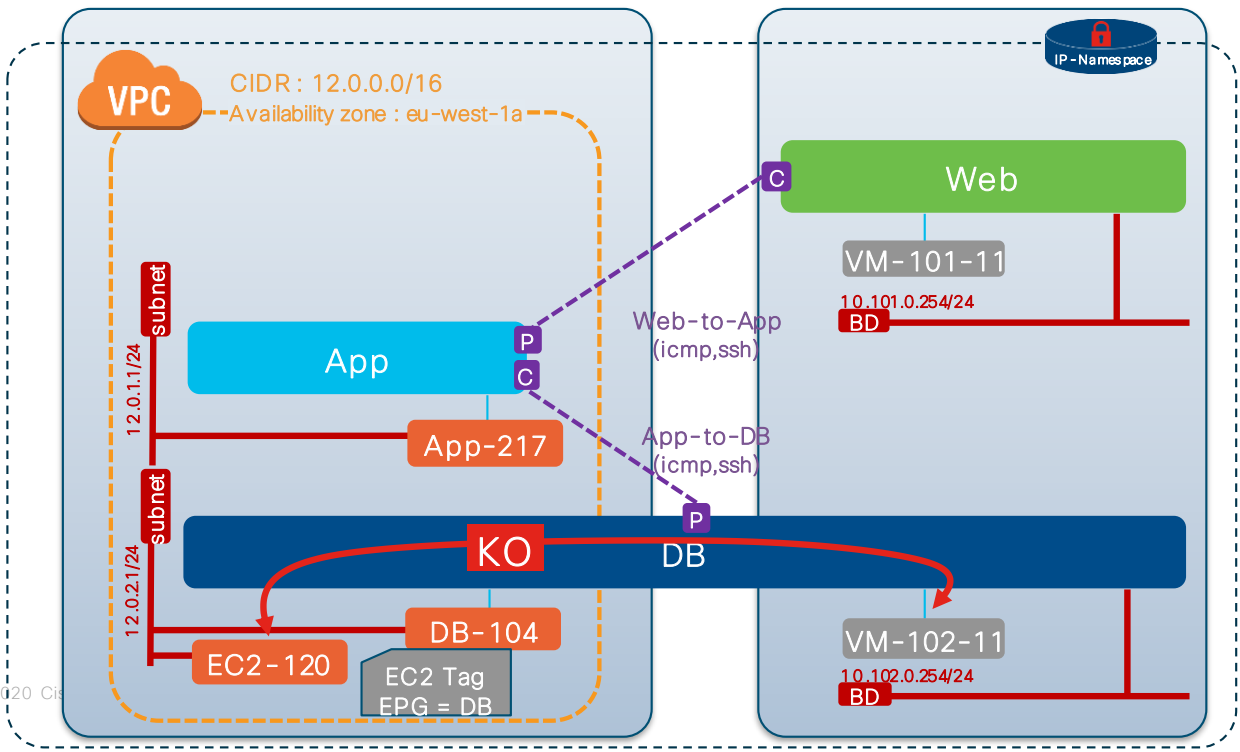 IP-Namespace
VPC
CIDR : 12.0.0.0/16
Availability zone : eu-west-1a
Web
C
VM-101-11
10.101.0.254/24
BD
subnet
12.0.1.1/24
App
P
C
Web-to-App
(icmp,ssh)
App-217
App-to-DB
(icmp,ssh)
subnet
12.0.2.1/24
P
KO
DB
DB-104
EC2-120
EC2 Tag
EPG = DB
VM-102-11
10.102.0.254/24
BD
020 Cis